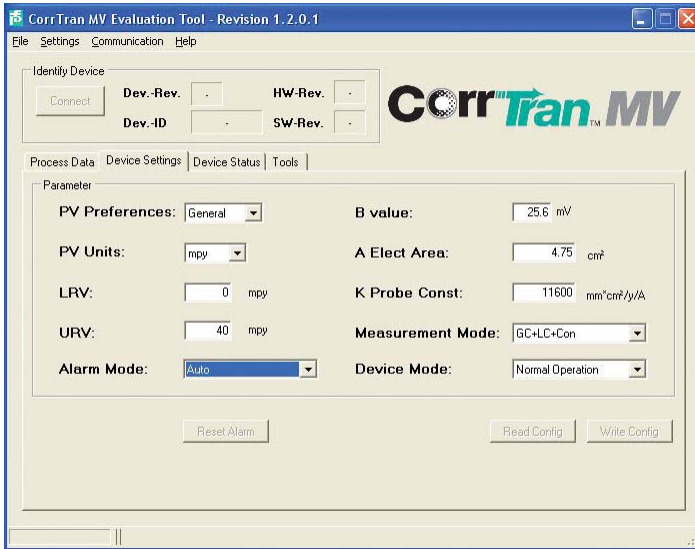 CorrTran MV Evaluation Tool - Revision 1.2.0.1
File Settings Communication Help
Identify Device
Connect
Dev.-Rev. - HW-Rev. -
Dev.-ID - SW-Rev. -
CorrTran™ MV
Process Data Device Settings Device Status Tools
Parameter
PV Preferences: General B value: 25.6 mV
PV Units: mpy A Elect Area: 4.75 cm²
LRV: 0 mpy K Probe Const: 11600 mm*cm²/y/A
URV: 40 mpy Measurement Mode: GC+LC+Con
Alarm Mode: Auto Device Mode: Normal Operation
Reset Alarm Read Config Write Config